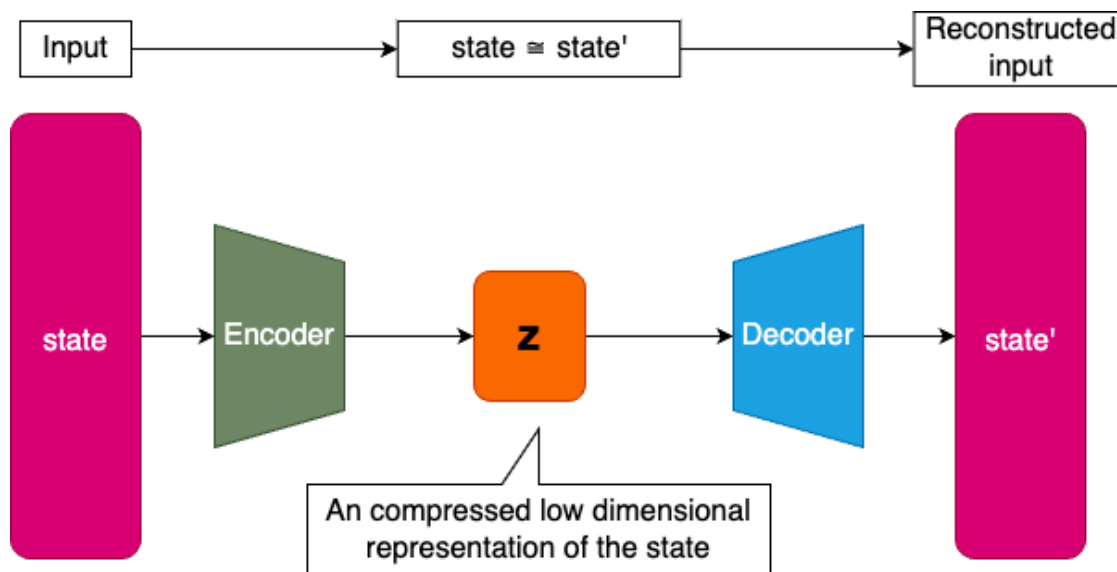 Input
state ≅ state'
Reconstructed
input
state
Encoder
z
Decoder
state'
An compressed low dimensional
representation of the state